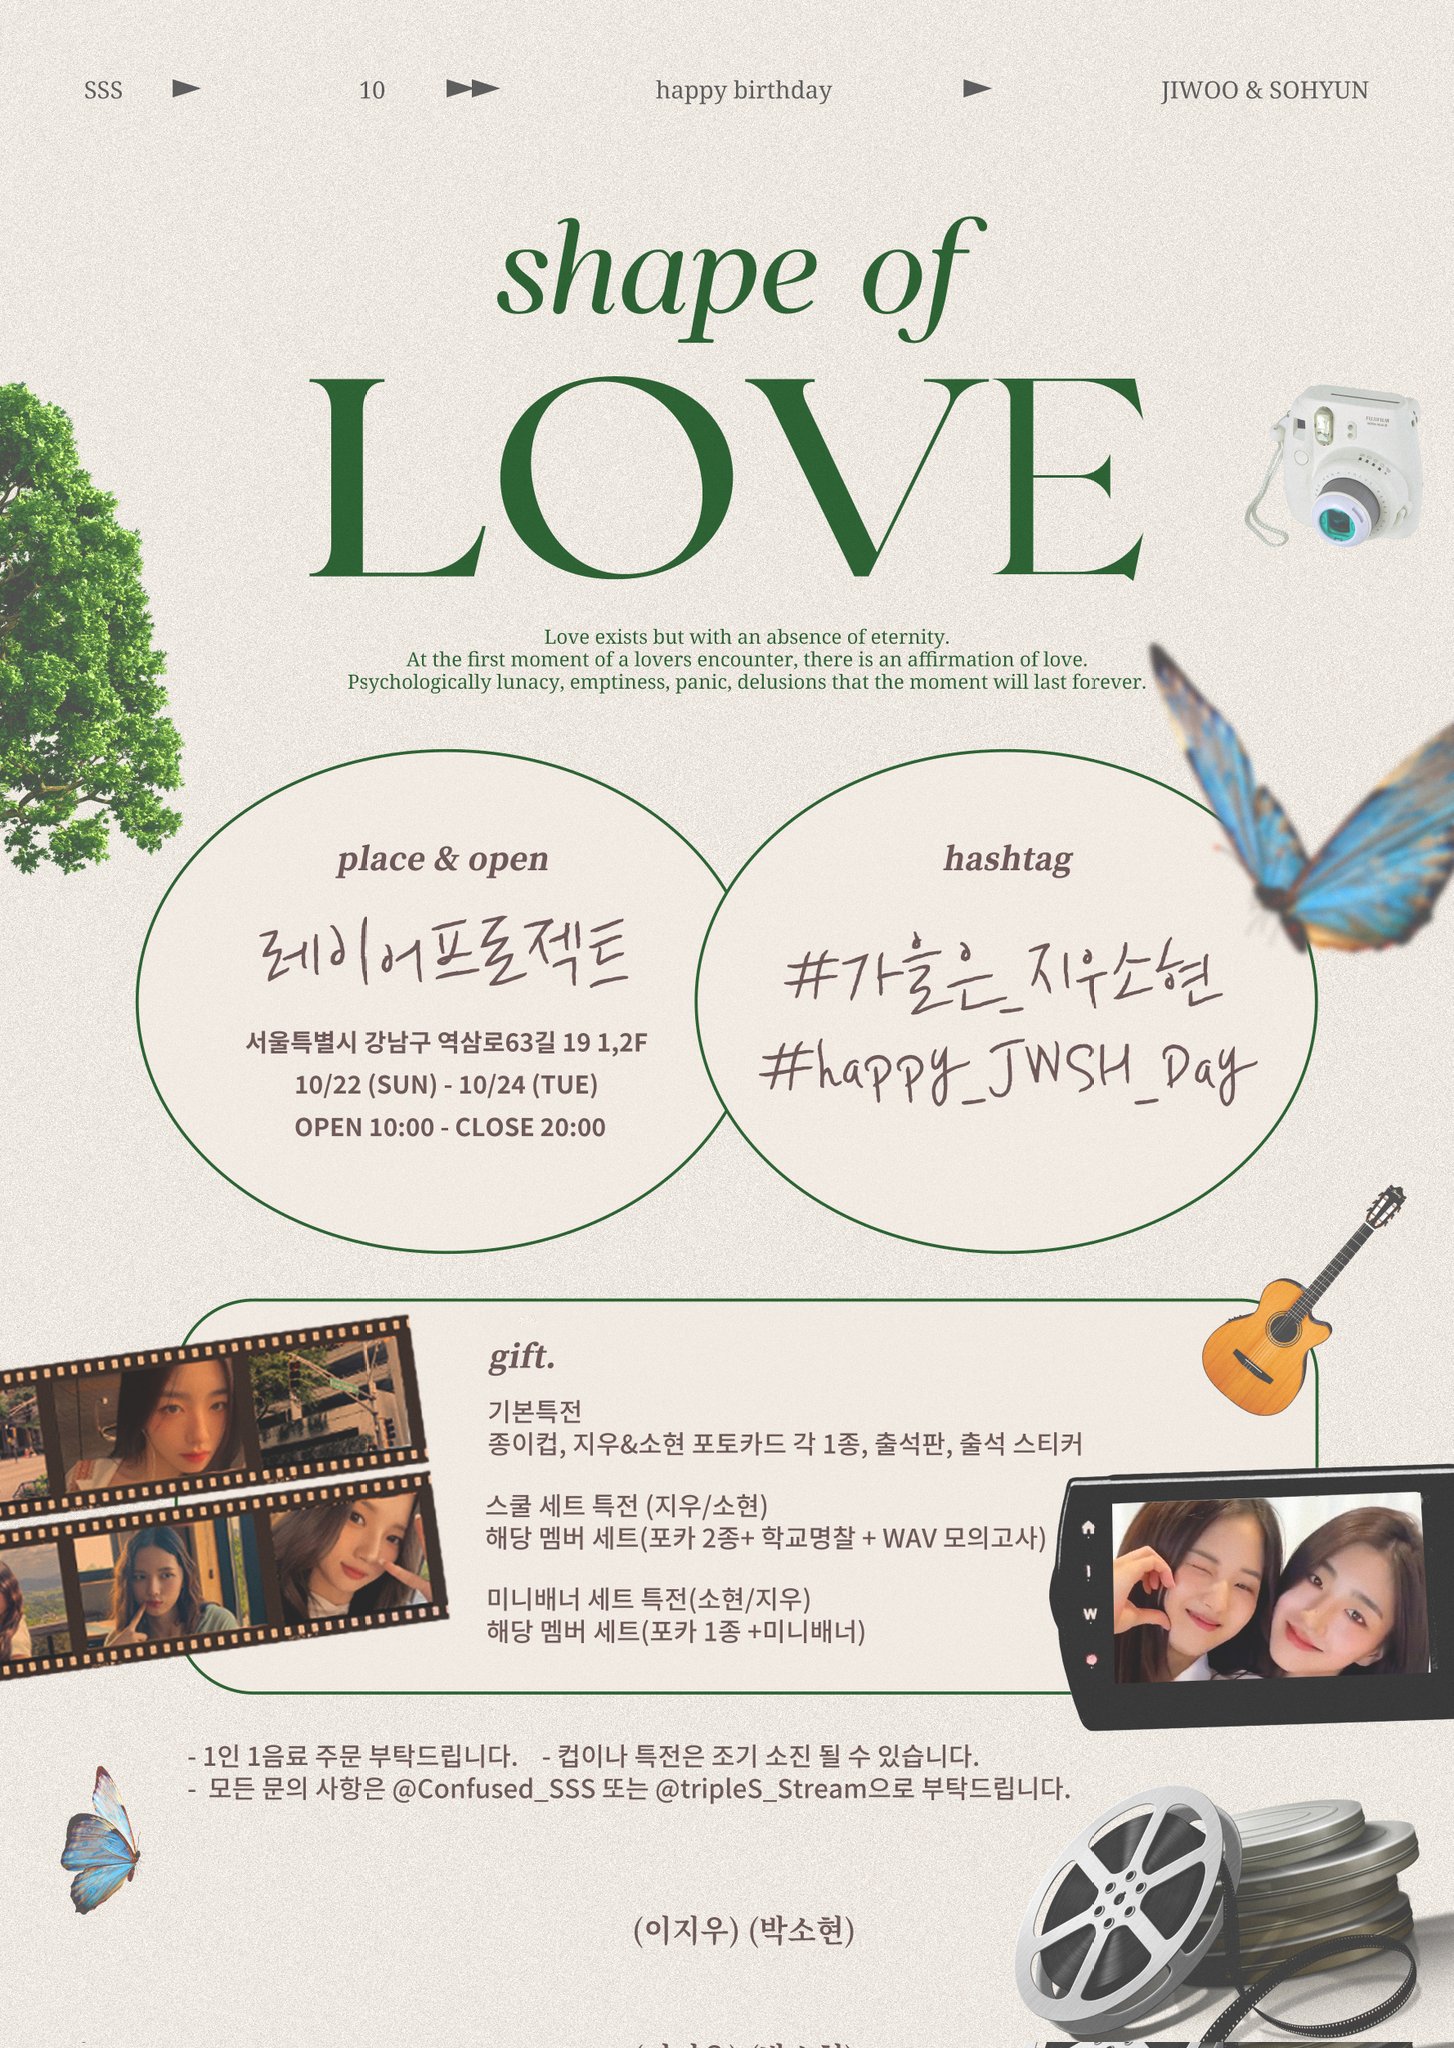 SSS 10 happy birthday JIWOO & SOHYUN
shape of
LOVE
Love exists but with an absence of eternity.
At the first moment of a lovers encounter, there is an affirmation of love.
Psychologically lunacy, emptiness, panic, delusions that the moment will last forever.
place & open
레이어프로젝트
서울특별시 강남구 역삼로63길 19 1,2F
10/22 (SUN) - 10/24 (TUE)
OPEN 10:00 - CLOSE 20:00
hashtag
#가을은_지우소현
#happy_JWSH_Day
gift.
기본특전
종이컵, 지우&소현 포토카드 각 1종, 출석판, 출석 스티커
스쿨 세트 특전 (지우/소현)
해당 멤버 세트(포카 2종+ 학교명찰 + WAV 모의고사)
미니배너 세트 특전(소현/지우)
해당 멤버 세트(포카 1종 +미니배너)
W
- 1인 1음료 주문 부탁드립니다. - 컵이나 특전은 조기 소진 될 수 있습니다.
- 모든 문의 사항은 @Confused_SSS 또는 @tripleS_Stream으로 부탁드립니다.
(이지우) (박소현)